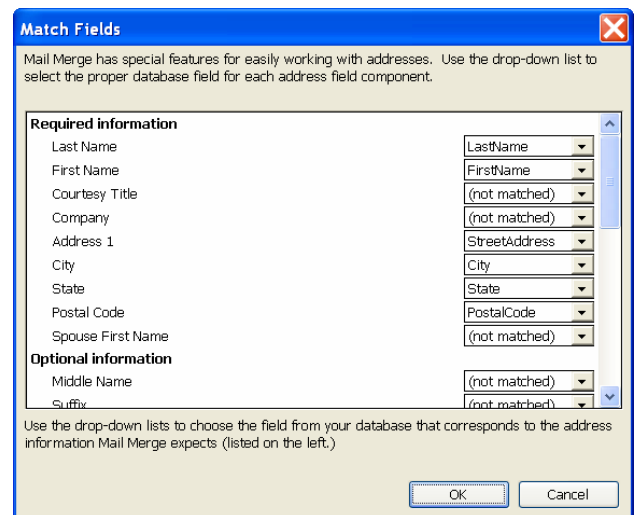 Match Fields
Mail Merge has special features for easily working with addresses. Use the drop-down list to
select the proper database field for each address field component.
Required information
Last Name LastName
First Name FirstName
Courtesy Title (not matched)
Company (not matched)
Address 1 StreetAddress
City City
State State
Postal Code PostalCode
Spouse First Name (not matched)
Optional information
Middle Name (not matched)
Suffix (not matched)
Use the drop-down lists to choose the field from your database that corresponds to the address
information Mail Merge expects (listed on the left.)
OK Cancel